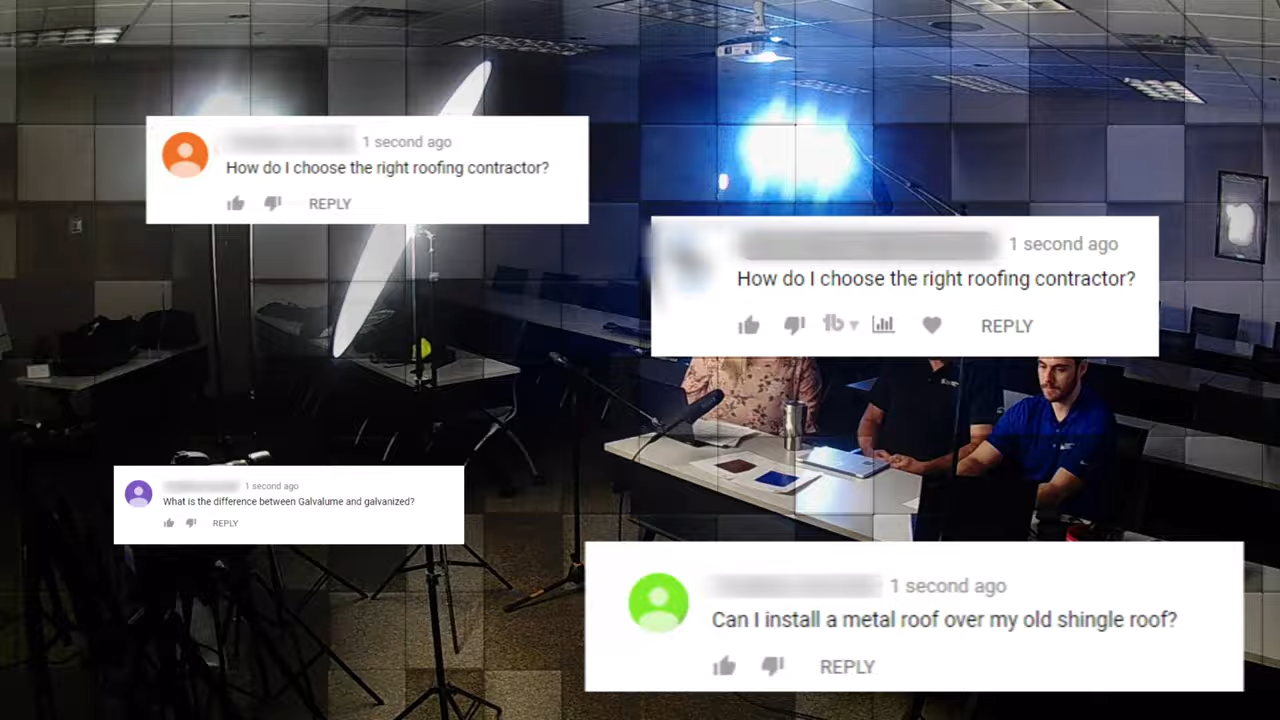 1 second ago
How do I choose the right roofing contractor?
REPLY
1 second ago
How do I choose the right roofing contractor?
REPLY
1 second ago
What is the difference between Galvalume and galvanized?
REPLY
1 second ago
Can I install a metal roof over my old shingle roof?
REPLY